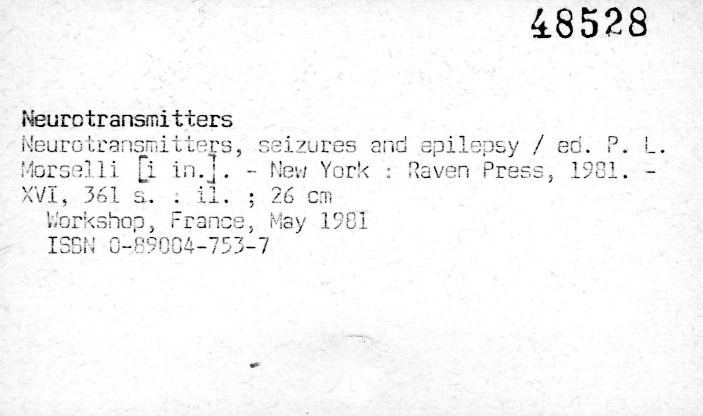 48528
Neurotransmitters
Neurotransmitters, seizures and epilepsy / ed. P. L.
Morselli [i in.]. - New York : Raven Press, 1981. -
XVI, 361 s. : il. ; 26 cm
Workshop, France, May 1981
ISBN 0-89004-753-7